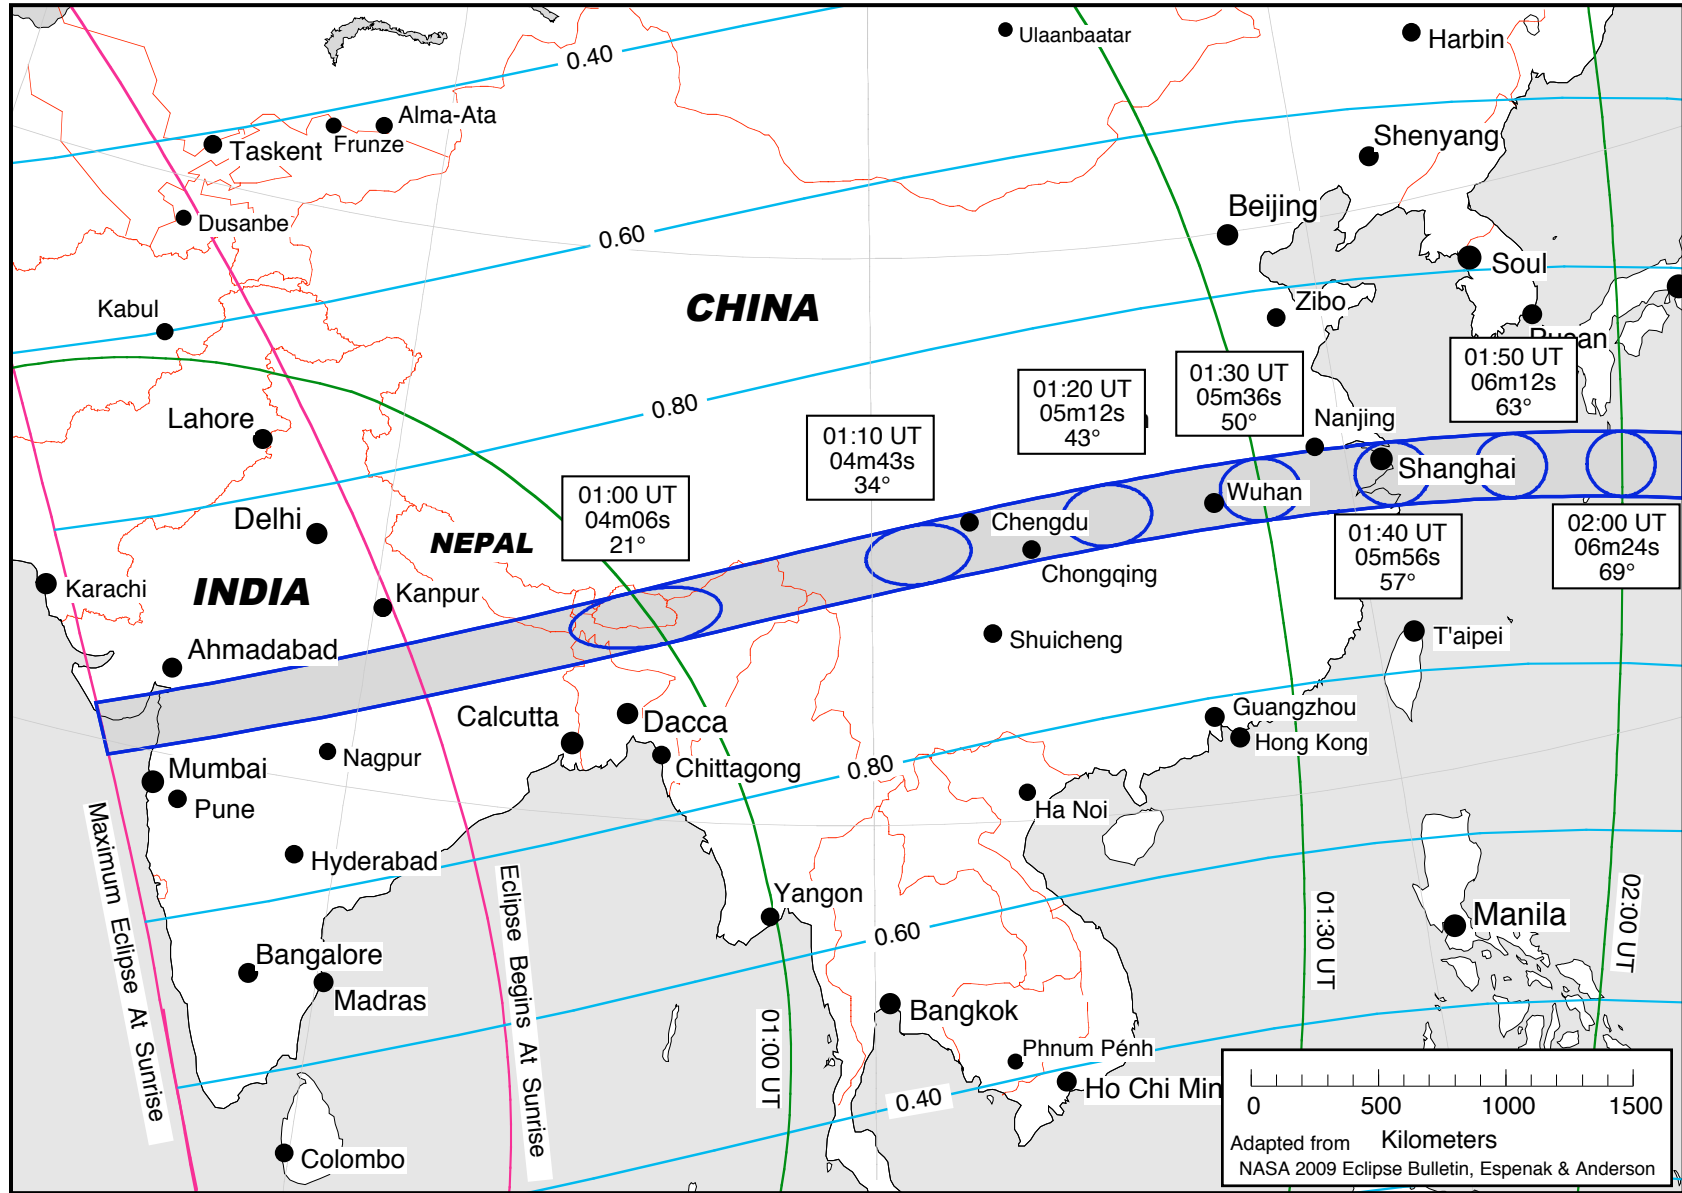 Ulaanbaatar
Harbin
0.40
Alma-Ata
Taskent
Frunze
Shenyang
Dusanbe
Beijing
0.60
Soul
Kabul
CHINA
Zibo
Pusan
01:50 UT
06m12s
63°
01:30 UT
05m36s
50°
01:20 UT
05m12s
43°
0.80
Lahore
Nanjing
01:10 UT
04m43s
34°
Shanghai
01:00 UT
04m06s
21°
Wuhan
Delhi
NEPAL
Chengdu
01:40 UT
05m56s
57°
02:00 UT
06m24s
69°
Karachi
INDIA
Kanpur
Chongqing
Ahmadabad
Shuicheng
T'aipei
Calcutta
Dacca
Guangzhou
Hong Kong
Nagpur
Mumbai
Chittagong
0.80
Pune
Ha Noi
Hyderabad
Maximum Eclipse At Sunrise
Eclipse Begins At Sunrise
Yangon
0.60
Manila
01:30 UT
02:00 UT
Bangalore
Madras
Bangkok
01:00 UT
Phnum Pénh
Ho Chi Min
0.40
Colombo
0 500 1000 1500
Adapted from Kilometers
NASA 2009 Eclipse Bulletin, Espenak & Anderson